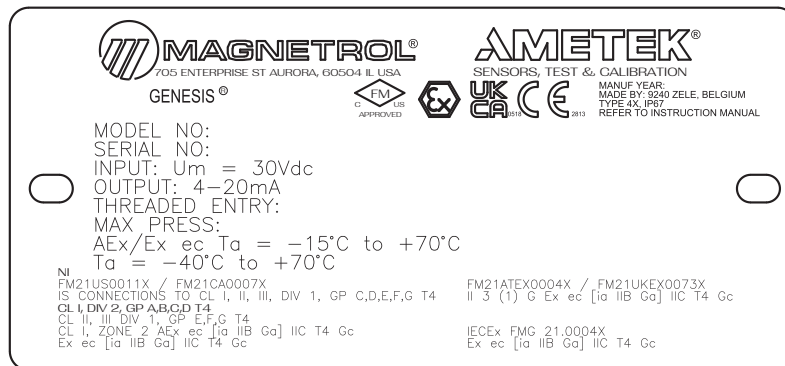 MAGNETROL®
705 ENTERPRISE ST AURORA, 60504 IL USA
GENESIS ®
AMETEK®
SENSORS, TEST & CALIBRATION
FM
C US
APPROVED
Ex
UK
CA 0518
CE 2813
MANUF YEAR:
MADE BY: 9240 ZELE, BELGIUM
TYPE 4X, IP67
REFER TO INSTRUCTION MANUAL
MODEL NO:
SERIAL NO:
INPUT: Um = 30Vdc
OUTPUT: 4-20mA
THREADED ENTRY:
MAX PRESS:
AEx/Ex ec Ta = -15°C to +70°C
Ta = -40°C to +70°C
NI
FM21US0011X / FM21CA0007X
IS CONNECTIONS TO CL I, II, III, DIV 1, GP C,D,E,F,G T4
CL I, DIV 2, GP A,B,C,D T4
CL II, III DIV 1, GP E,F,G T4
CL I, ZONE 2 AEx ec [ia IIB Ga] IIC T4 Gc
Ex ec [ia IIB Ga] IIC T4 Gc
FM21ATEX0004X / FM21UKEX0073X
II 3 (1) G Ex ec [ia IIB Ga] IIC T4 Gc
IECEx FMG 21.0004X
Ex ec [ia IIB Ga] IIC T4 Gc